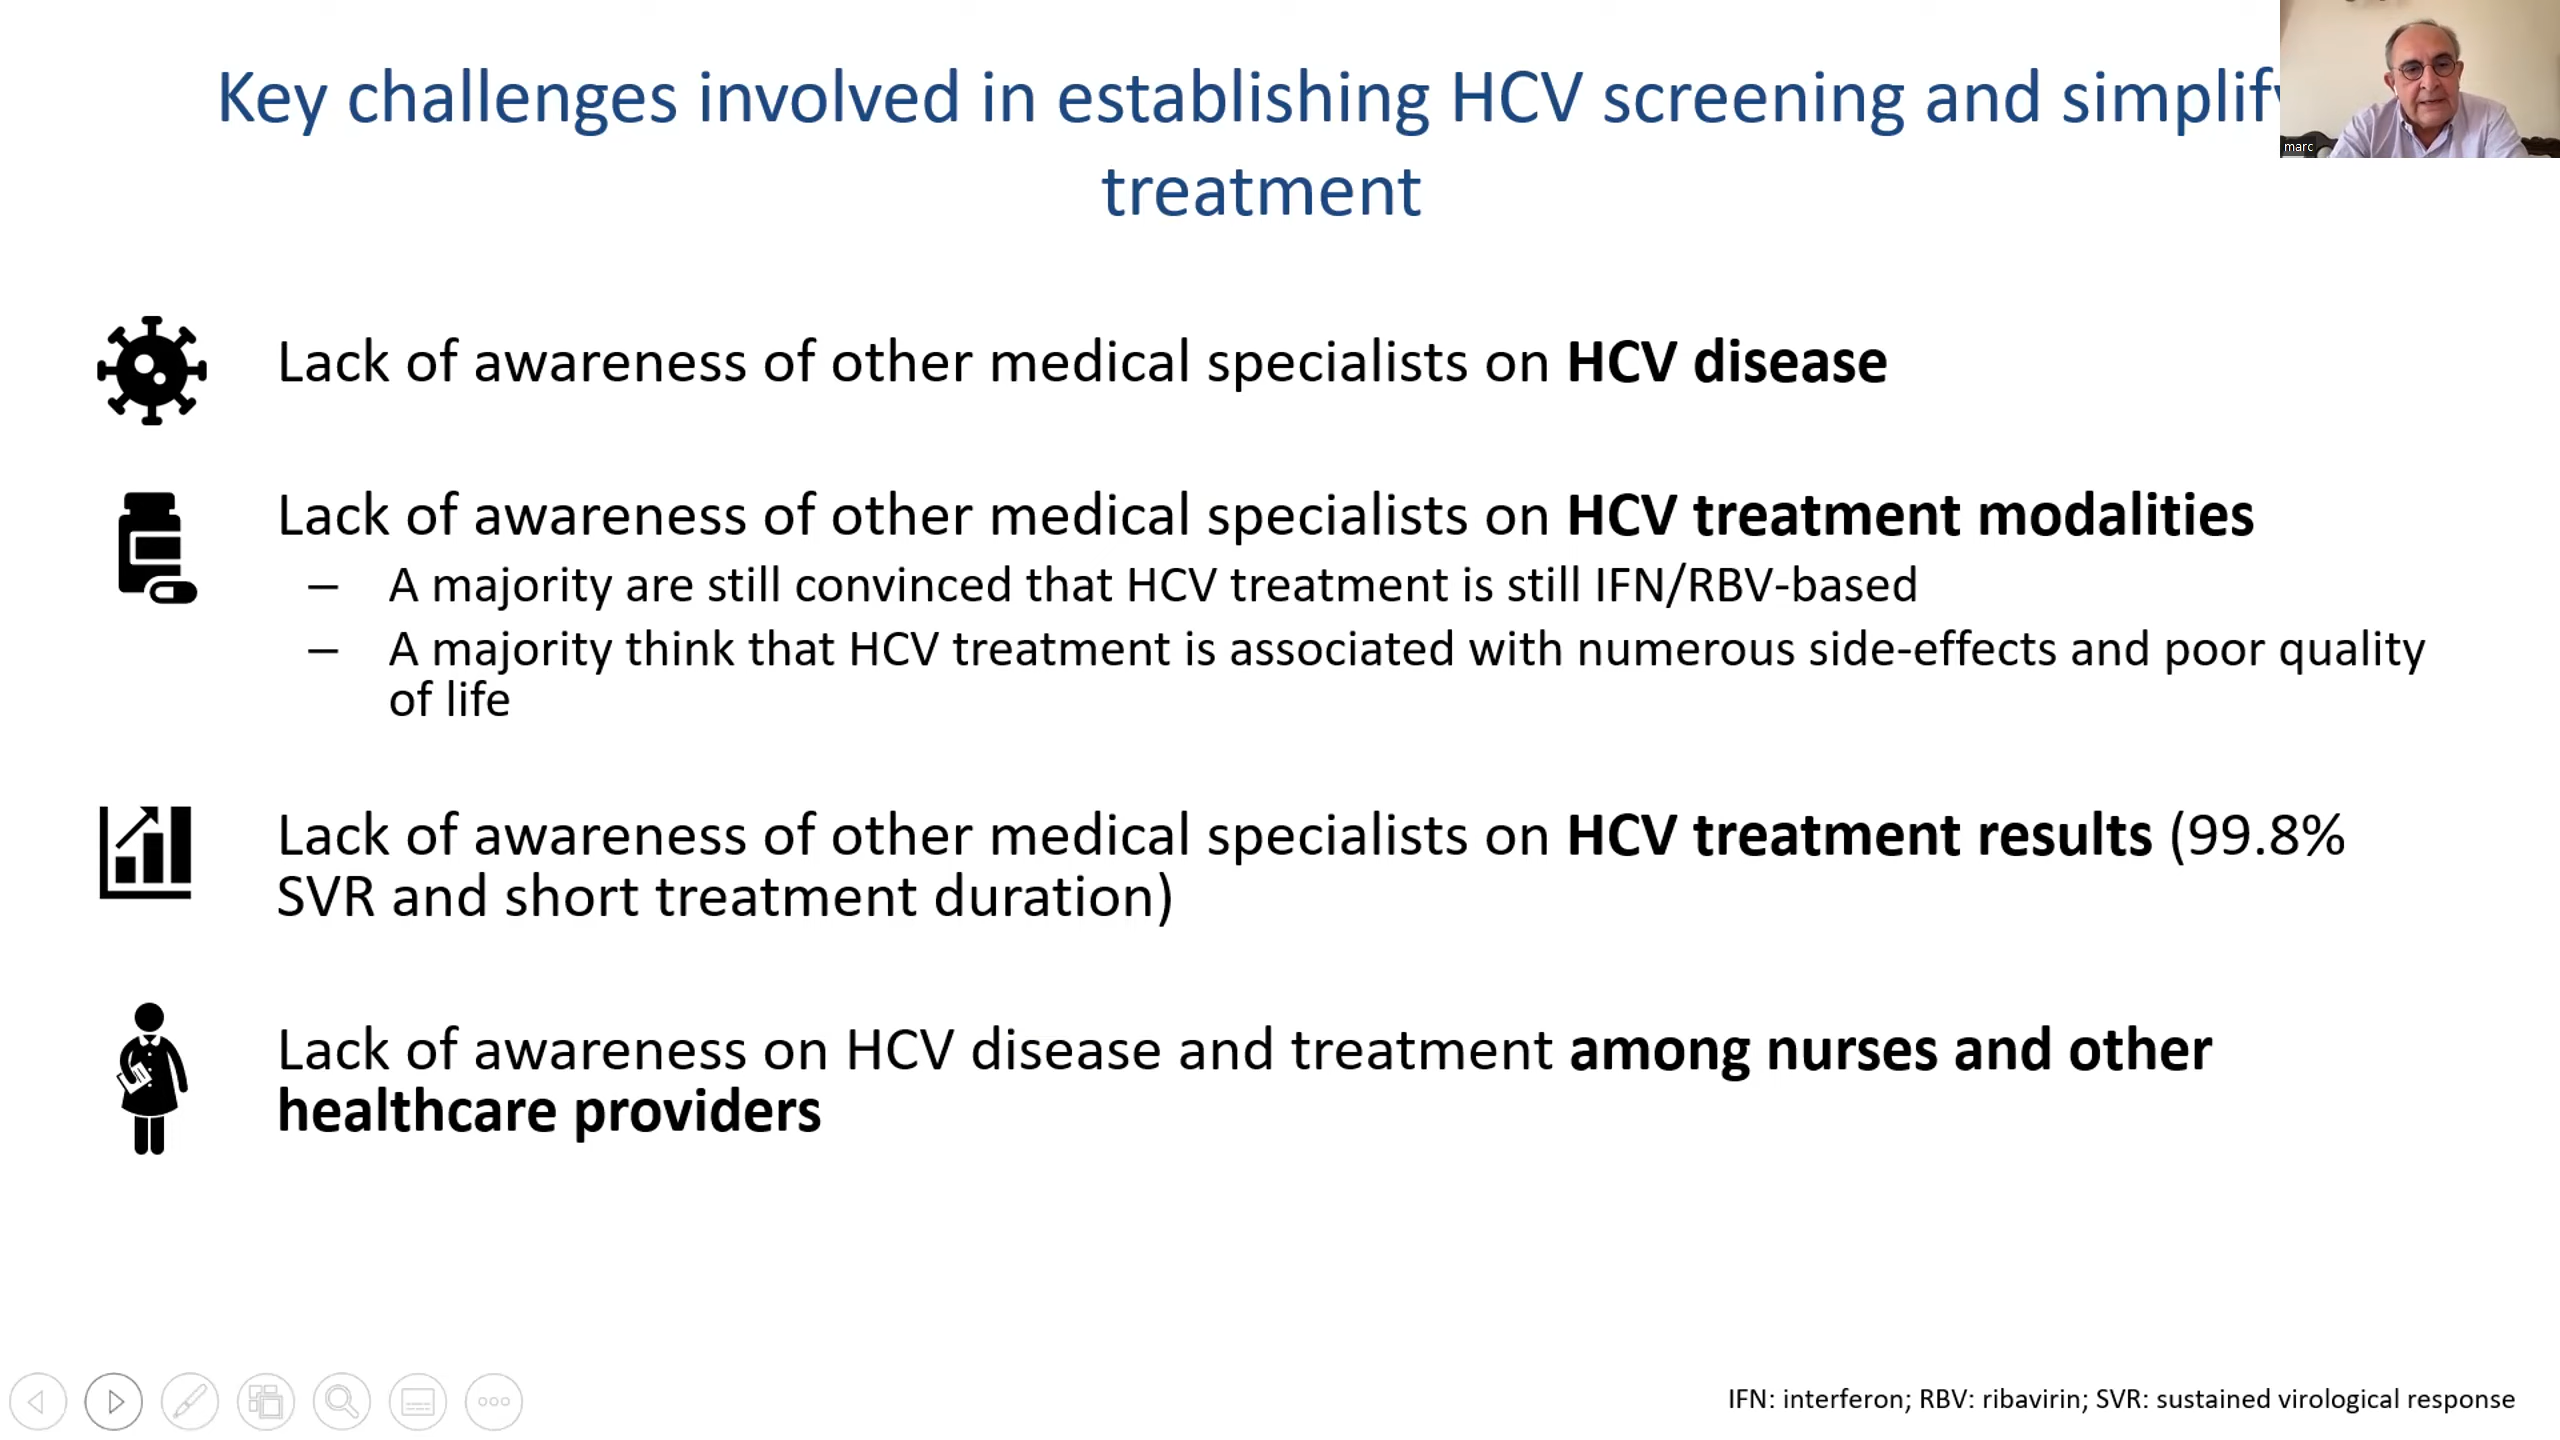 Key challenges involved in establishing HCV screening and
treatment
marc
Lack of awareness of other medical specialists on HCV disease
Lack of awareness of other medical specialists on HCV treatment modalities
– A majority are still convinced that HCV treatment is still IFN/RBV-based
– A majority think that HCV treatment is associated with numerous side-effects and poor quality
of life
Lack of awareness of other medical specialists on HCV treatment results (99.8%
SVR and short treatment duration)
Lack of awareness on HCV disease and treatment among nurses and other
healthcare providers
IFN: interferon; RBV: ribavirin; SVR: sustained virological response